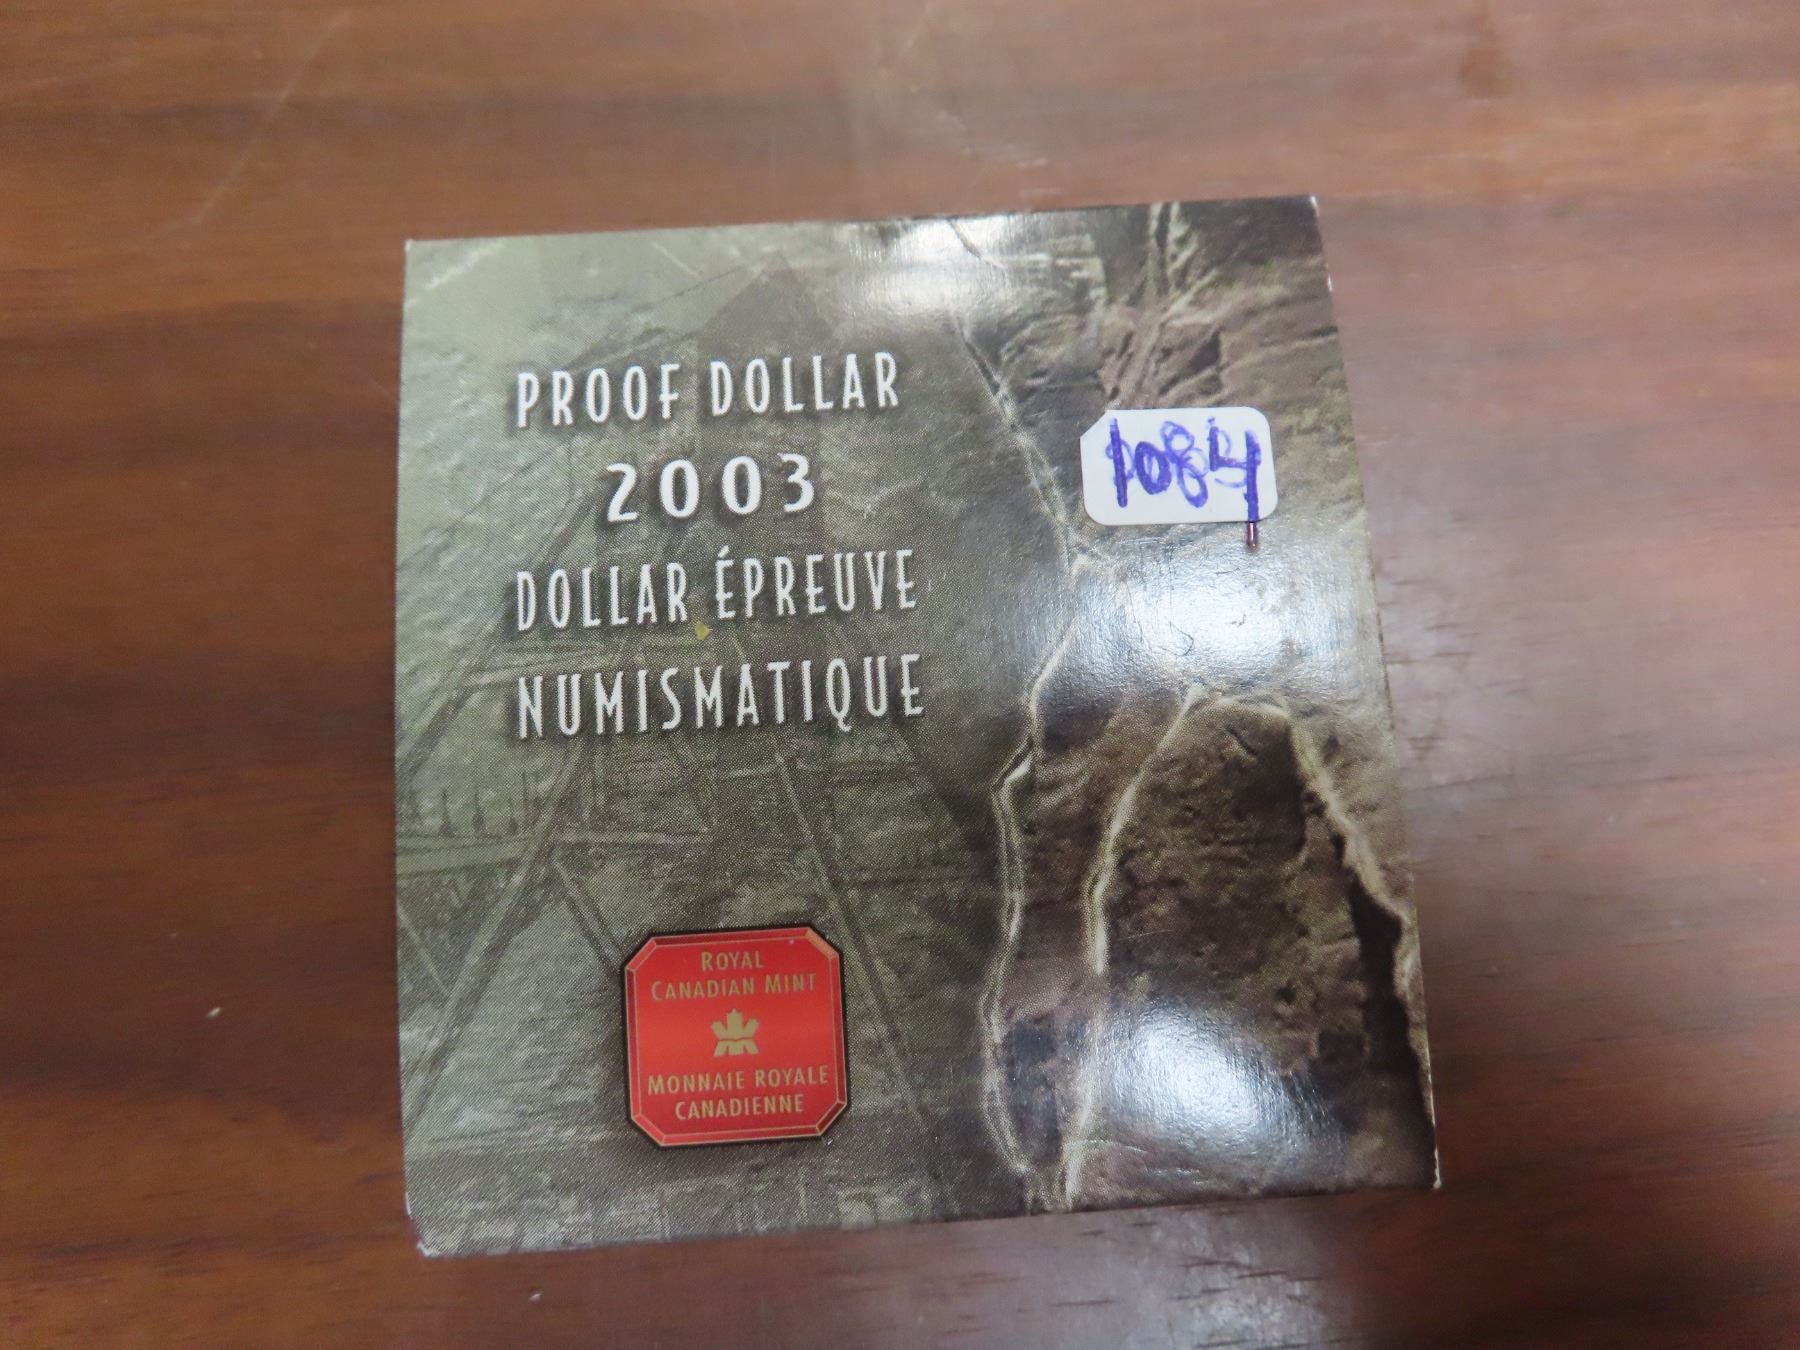 PROOF DOLLAR
2003
DOLLAR ÉPREUVE
NUMISMATIQUE
1084
ROYAL
CANADIAN MINT
MONNAIE ROYALE
CANADIENNE